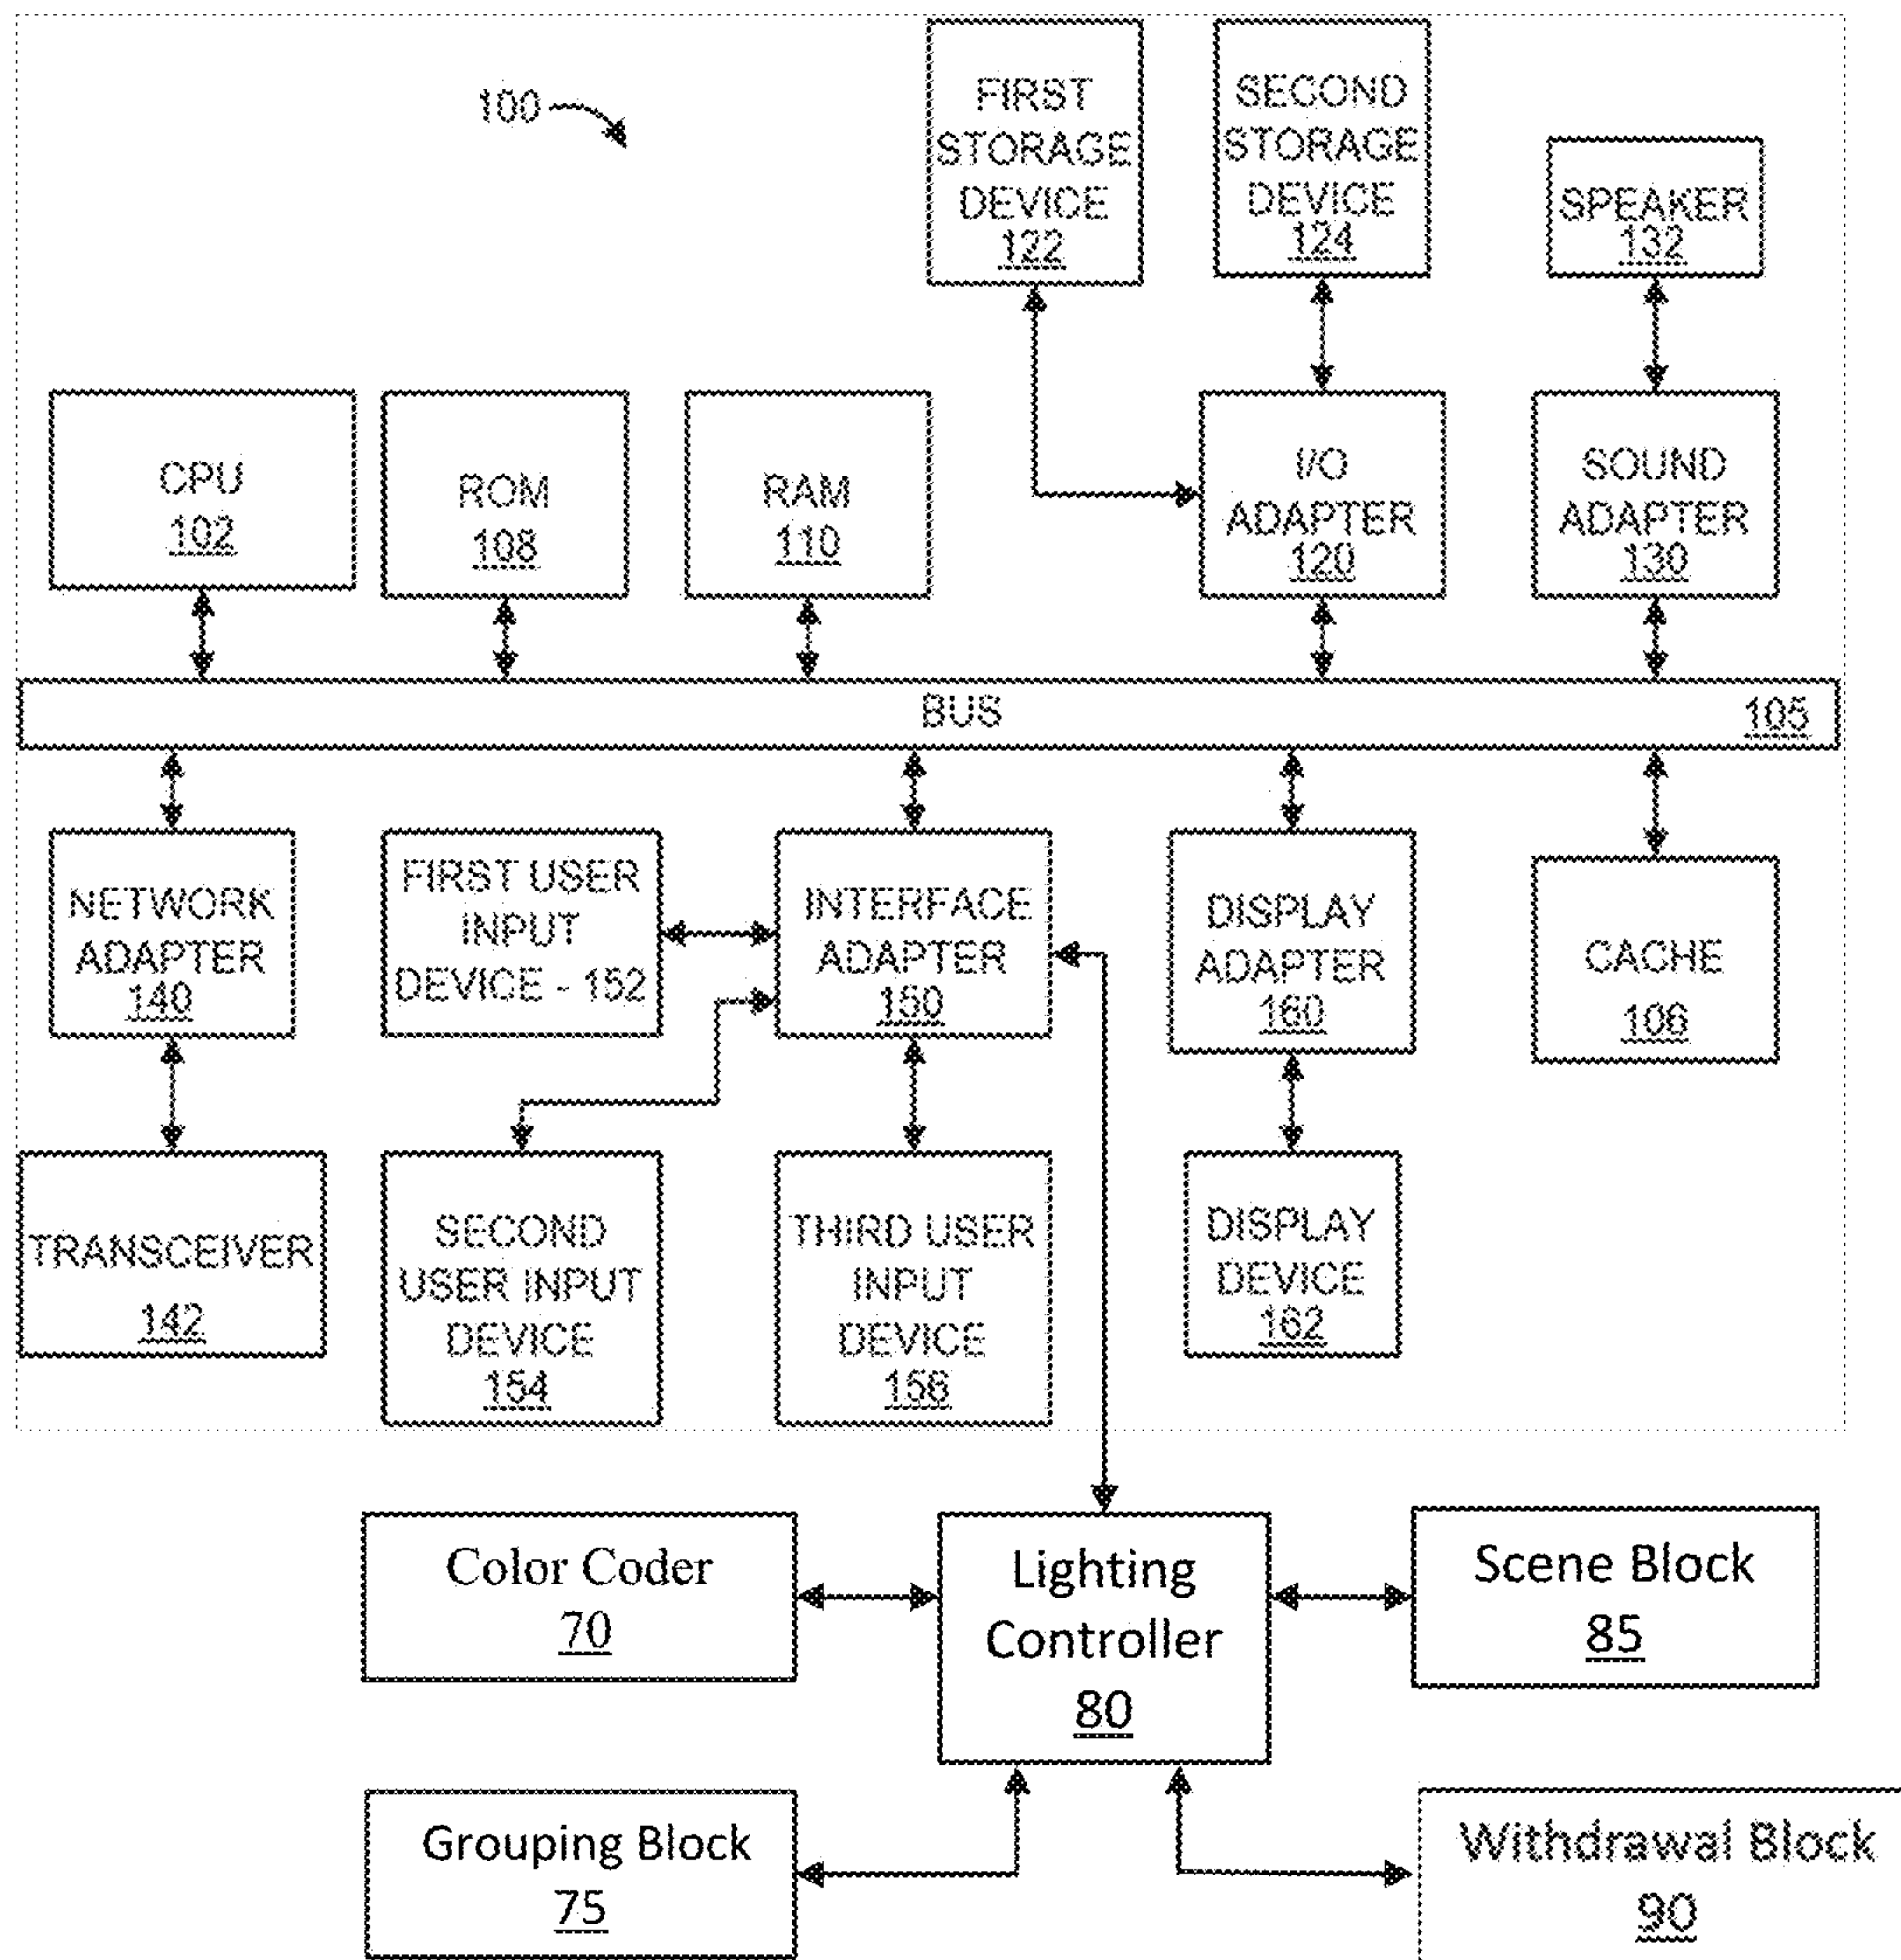 100
FIRST
STORAGE
DEVICE
122
SECOND
STORAGE
DEVICE
124
SPEAKER
132
CPU
102
ROM
108
RAM
110
I/O
ADAPTER
120
SOUND
ADAPTER
130
BUS
105
NETWORK
ADAPTER
140
FIRST USER
INPUT
DEVICE - 152
INTERFACE
ADAPTER
150
DISPLAY
ADAPTER
160
CACHE
106
TRANSCEIVER
142
SECOND
USER INPUT
DEVICE
154
THIRD USER
INPUT
DEVICE
156
DISPLAY
DEVICE
162
Color Coder
70
Lighting
Controller
80
Scene Block
85
Grouping Block
75
Withdrawal Block
90